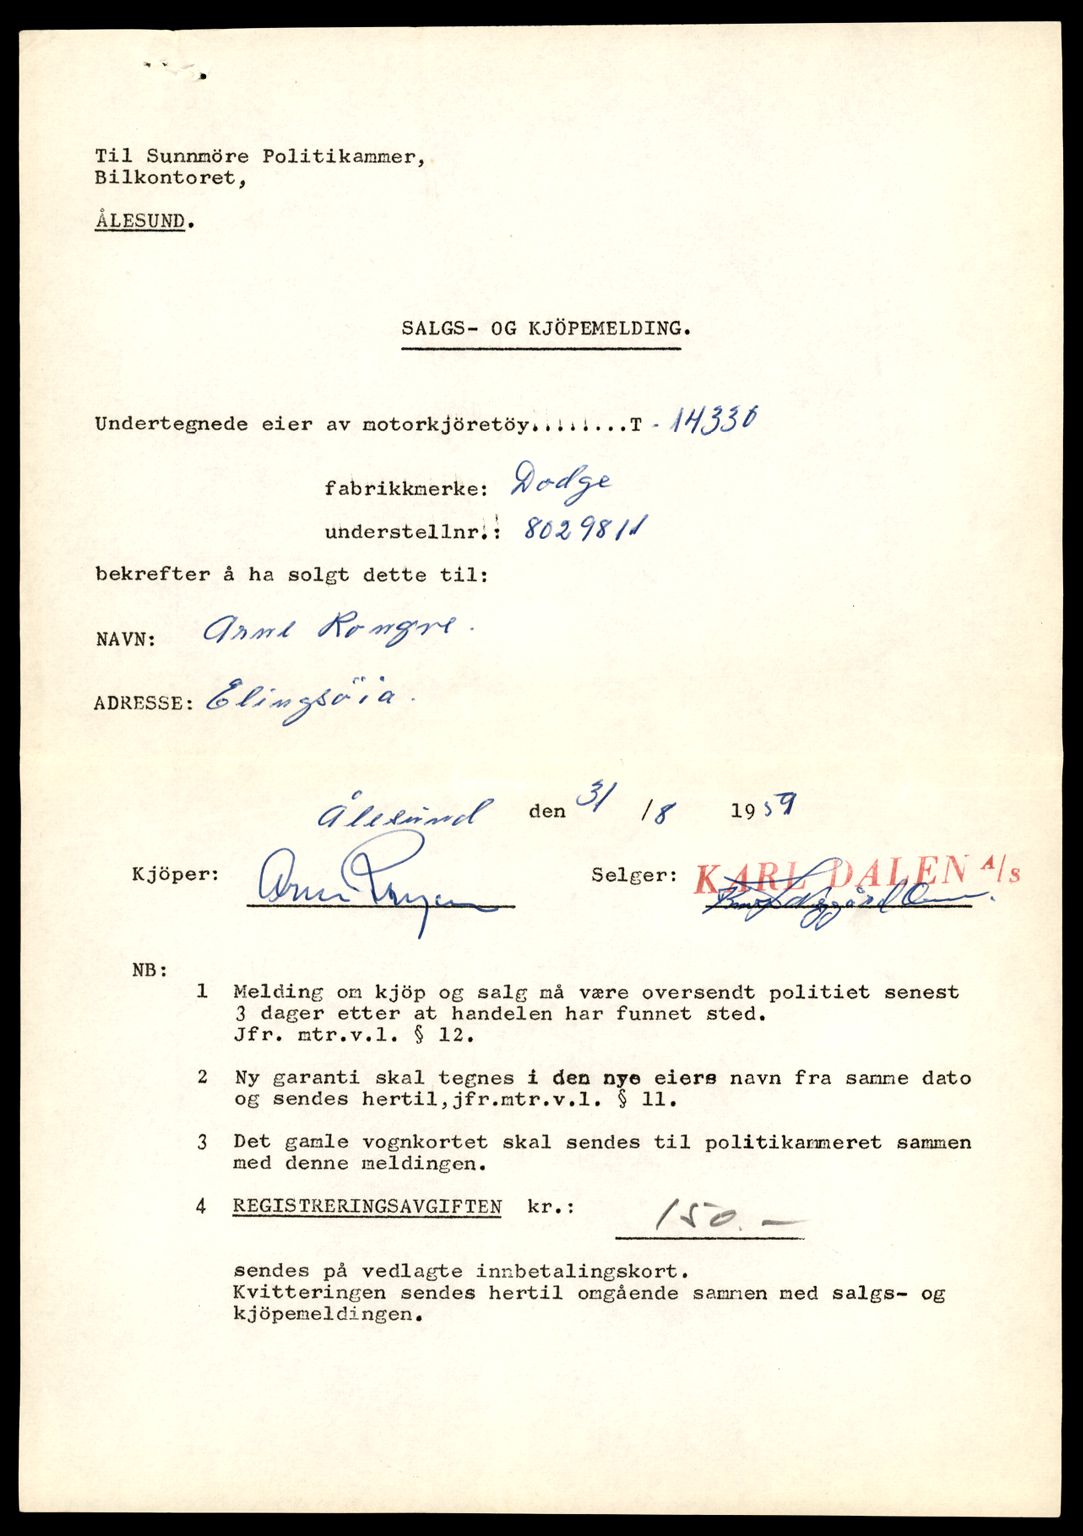 Til Sunnmöre Politikammer,
Bilkontoret,
ÅLESUND.
SALGS- OG KJÖPEMELDING.
Undertegnede eier av motorkjöretöy.........T - 14330
fabrikkmerke: Dodge
understellnr.: 8029811
bekrefter å ha solgt dette til:
NAVN: Arne Rongve.
ADRESSE: Elingsöia.
Ålesund den 31/8 1959
Kjöper: Arne Selger: KARL DALEN A/S
NB:
1 Melding om kjöp og salg må være oversendt politiet senest
3 dager etter at handelen har funnet sted.
Jfr. mtr.v.l. § 12.
2 Ny garanti skal tegnes i den nye eiers navn fra samme dato
og sendes hertil,jfr.mtr.v.l. § 11.
3 Det gamle vognkortet skal sendes til politikammeret sammen
med denne meldingen.
4 REGISTRERINGSAVGIFTEN kr.: 150.-
sendes på vedlagte innbetalingskort.
Kvitteringen sendes hertil omgående sammen med salgs- og
kjöpemeldingen.